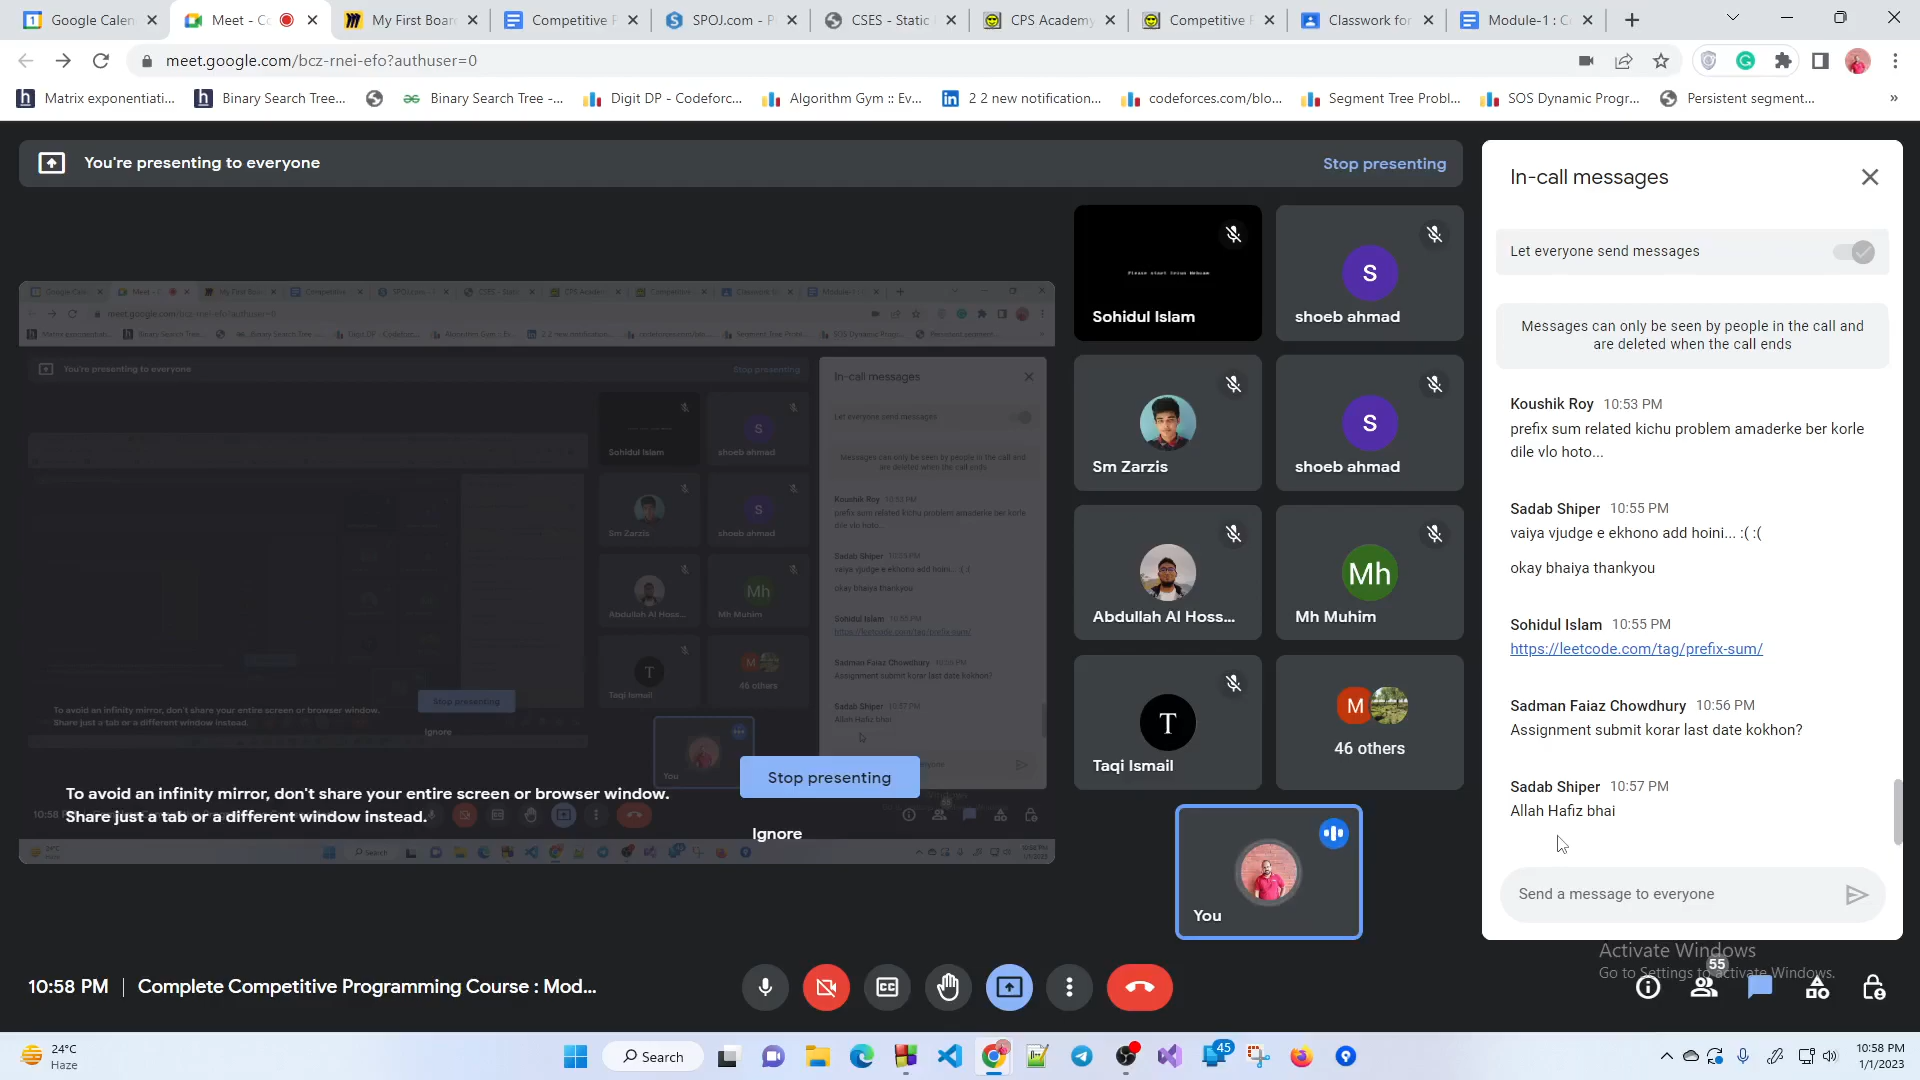 Google Calen
Meet - Co
My First Boar
Competitive P
SPOJ.com - P
CSES - Static
CPS Academy
Competitive P
Classwork for
Module-1 : C
meet.google.com/bcz-rnei-efo?authuser=0
Matrix exponentiati...
Binary Search Tree...
Binary Search Tree -...
Digit DP - Codeforc...
Algorithm Gym :: Ev...
2 2 new notification...
codeforces.com/blo...
Segment Tree Probl...
SOS Dynamic Progr...
Persistent segment...
»
You're presenting to everyone
Stop presenting
Please start Iriun Webcam
Sohidul Islam
S
shoeb ahmad
Sm Zarzis
S
shoeb ahmad
Abdullah Al Hoss...
Mh
Mh Muhim
T
Taqi Ismail
M
46 others
You
To avoid an infinity mirror, don't share your entire screen or browser window.
Share just a tab or a different window instead.
Stop presenting
Ignore
In-call messages
Let everyone send messages
Messages can only be seen by people in the call and
are deleted when the call ends
Koushik Roy 10:53 PM
prefix sum related kichu problem amaderke ber korle
dile vlo hoto...
Sadab Shiper 10:55 PM
vaiya vjudge e ekhono add hoini... :( :(
okay bhaiya thankyou
Sohidul Islam 10:55 PM
https://leetcode.com/tag/prefix-sum/
Sadman Faiaz Chowdhury 10:56 PM
Assignment submit korar last date kokhon?
Sadab Shiper 10:57 PM
Allah Hafiz bhai
Send a message to everyone
Activate Windows
Go to Settings to activate Windows.
10:58 PM | Complete Competitive Programming Course : Mod...
CC
55
24°C
Haze
Search
45
10:58 PM
1/1/2023